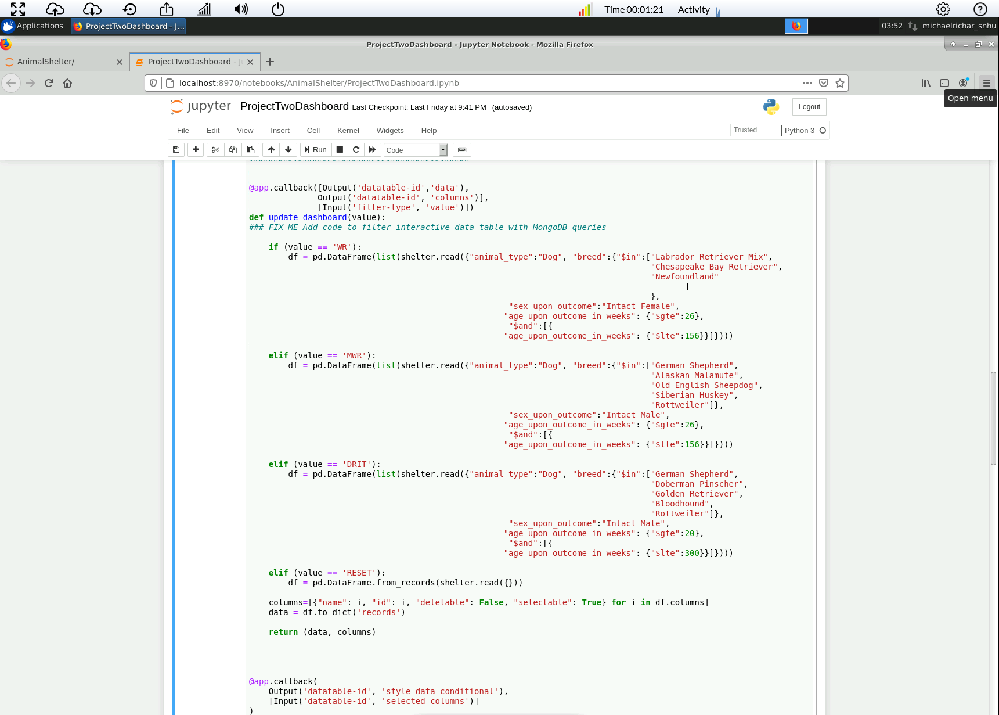 Time 00:01:21 Activity
Applications ProjectTwoDashboard - J... 03:52 michaelrichar_snhu
ProjectTwoDashboard - Jupyter Notebook - Mozilla Firefox
AnimalShelter/ ProjectTwoDashboard - J
localhost:8970/notebooks/AnimalShelter/ProjectTwoDashboard.ipynb
Open menu
jupyter ProjectTwoDashboard Last Checkpoint: Last Friday at 9:41 PM (autosaved) Logout
File Edit View Insert Cell Kernel Widgets Help Trusted Python 3
Run Code
@app.callback([Output('datatable-id','data'),
Output('datatable-id', 'columns')],
[Input('filter-type', 'value')])
def update_dashboard(value):
### FIX ME Add code to filter interactive data table with MongoDB queries
if (value == 'WR'):
df = pd.DataFrame(list(shelter.read({"animal_type":"Dog", "breed":{"$in":["Labrador Retriever Mix",
"Chesapeake Bay Retriever",
"Newfoundland"
]
},
"sex_upon_outcome":"Intact Female",
"age_upon_outcome_in_weeks": {"$gte":26},
"$and":[{
"age_upon_outcome_in_weeks": {"$lte":156}}]})))
elif (value == 'MWR'):
df = pd.DataFrame(list(shelter.read({"animal_type":"Dog", "breed":{"$in":["German Shepherd",
"Alaskan Malamute",
"Old English Sheepdog",
"Siberian Huskey",
"Rottweiler"]},
"sex_upon_outcome":"Intact Male",
"age_upon_outcome_in_weeks": {"$gte":26},
"$and":[{
"age_upon_outcome_in_weeks": {"$lte":156}}]})))
elif (value == 'DRIT'):
df = pd.DataFrame(list(shelter.read({"animal_type":"Dog", "breed":{"$in":["German Shepherd",
"Doberman Pinscher",
"Golden Retriever",
"Bloodhound",
"Rottweiler"]},
"sex_upon_outcome":"Intact Male",
"age_upon_outcome_in_weeks": {"$gte":20},
"$and":[{
"age_upon_outcome_in_weeks": {"$lte":300}}]})))
elif (value == 'RESET'):
df = pd.DataFrame.from_records(shelter.read({}))
columns=[{"name": i, "id": i, "deletable": False, "selectable": True} for i in df.columns]
data = df.to_dict('records')
return (data, columns)
@app.callback(
Output('datatable-id', 'style_data_conditional'),
[Input('datatable-id', 'selected_columns')]
)